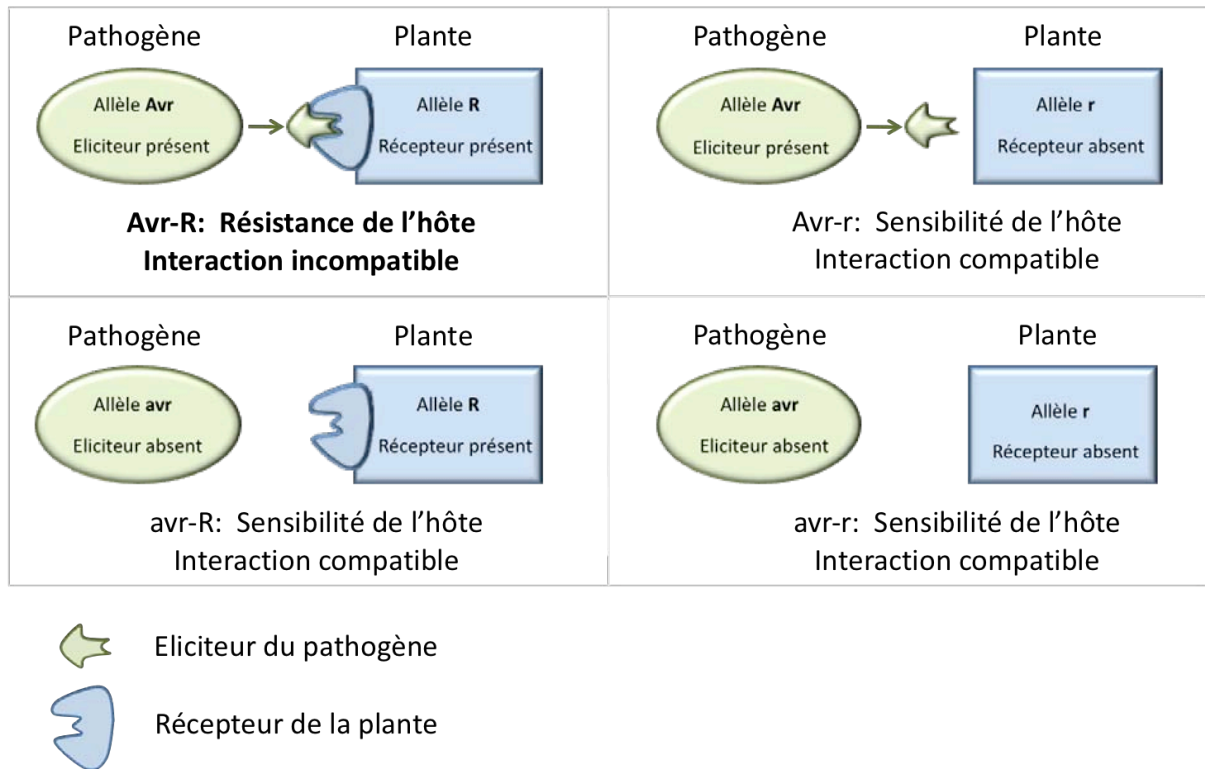 Pathogène
Plante
Allèle Avr
Eliciteur présent
Allèle R
Récepteur présent
Avr-R: Résistance de l'hôte
Interaction incompatible
Pathogène
Plante
Allèle Avr
Eliciteur présent
Allèle r
Récepteur absent
Avr-r: Sensibilité de l'hôte
Interaction compatible
Pathogène
Plante
Allèle avr
Eliciteur absent
Allèle R
Récepteur présent
avr-R: Sensibilité de l'hôte
Interaction compatible
Pathogène
Plante
Allèle avr
Eliciteur absent
Allèle r
Récepteur absent
avr-r: Sensibilité de l'hôte
Interaction compatible
Eliciteur du pathogène
Récepteur de la plante